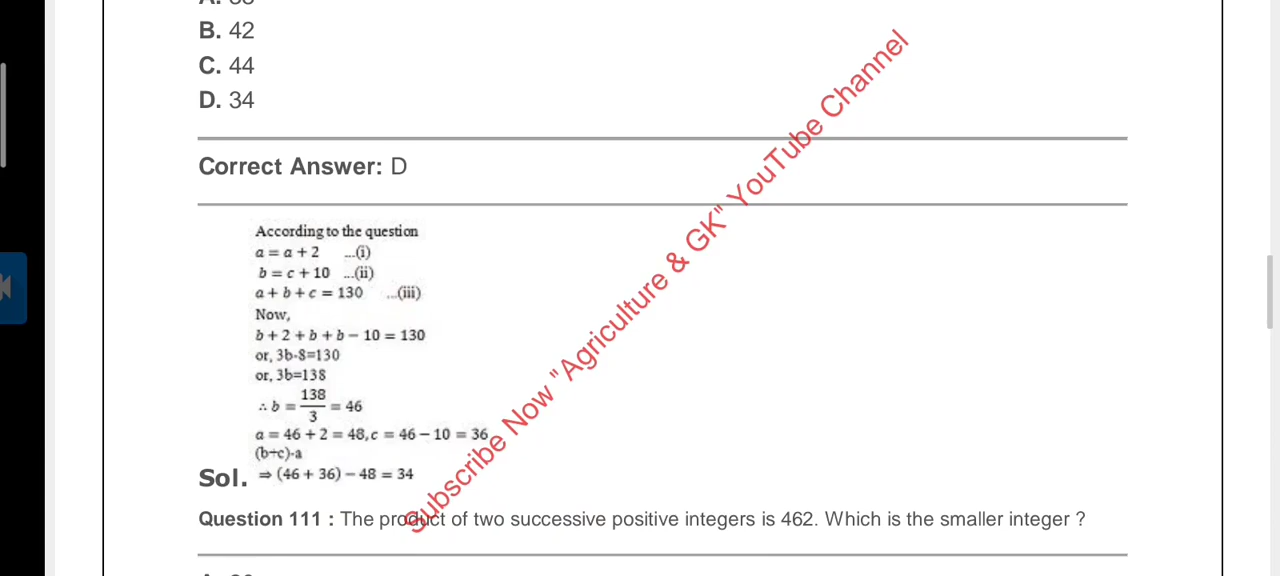 B. 42
C. 44
D. 34
Correct Answer: D
According to the question
a = a + 2 ...(i)
b = c + 10 ...(ii)
a + b + c = 130 ...(iii)
Now,
b + 2 + b + b − 10 = 130
or, 3b-8=130
or, 3b=138
∴ b = 138/3 = 46
a = 46 + 2 = 48, c = 46 − 10 = 36
(b+c)-a
Sol. ⇒ (46 + 36) − 48 = 34
Question 111 : The product of two successive positive integers is 462. Which is the smaller integer ?
Subscribe Now "Agriculture & GK" YouTube Channel